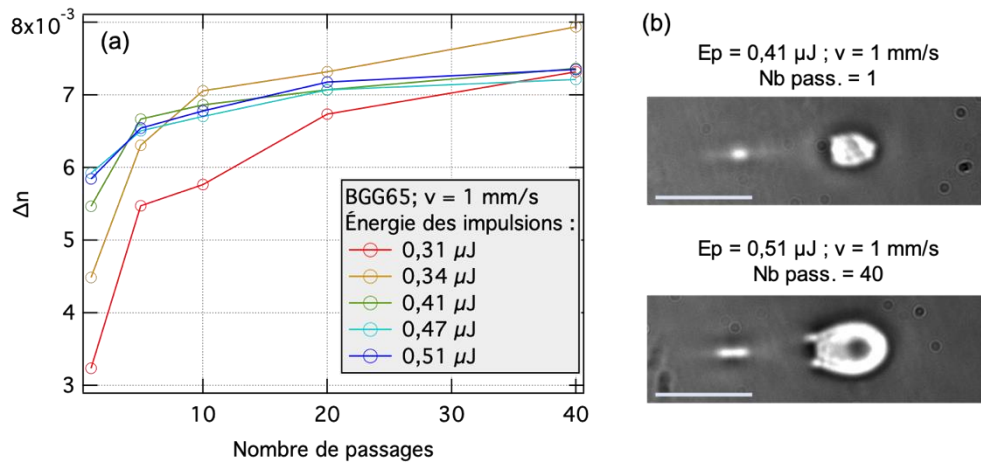 8x10⁻³
(a)
7
6
5
4
3
Δn
10
20
30
40
Nombre de passages
BGG65; v = 1 mm/s
Énergie des impulsions :
0,31 µJ
0,34 µJ
0,41 µJ
0,47 µJ
0,51 µJ
(b)
Ep = 0,41 µJ ; v = 1 mm/s
Nb pass. = 1
Ep = 0,51 µJ ; v = 1 mm/s
Nb pass. = 40